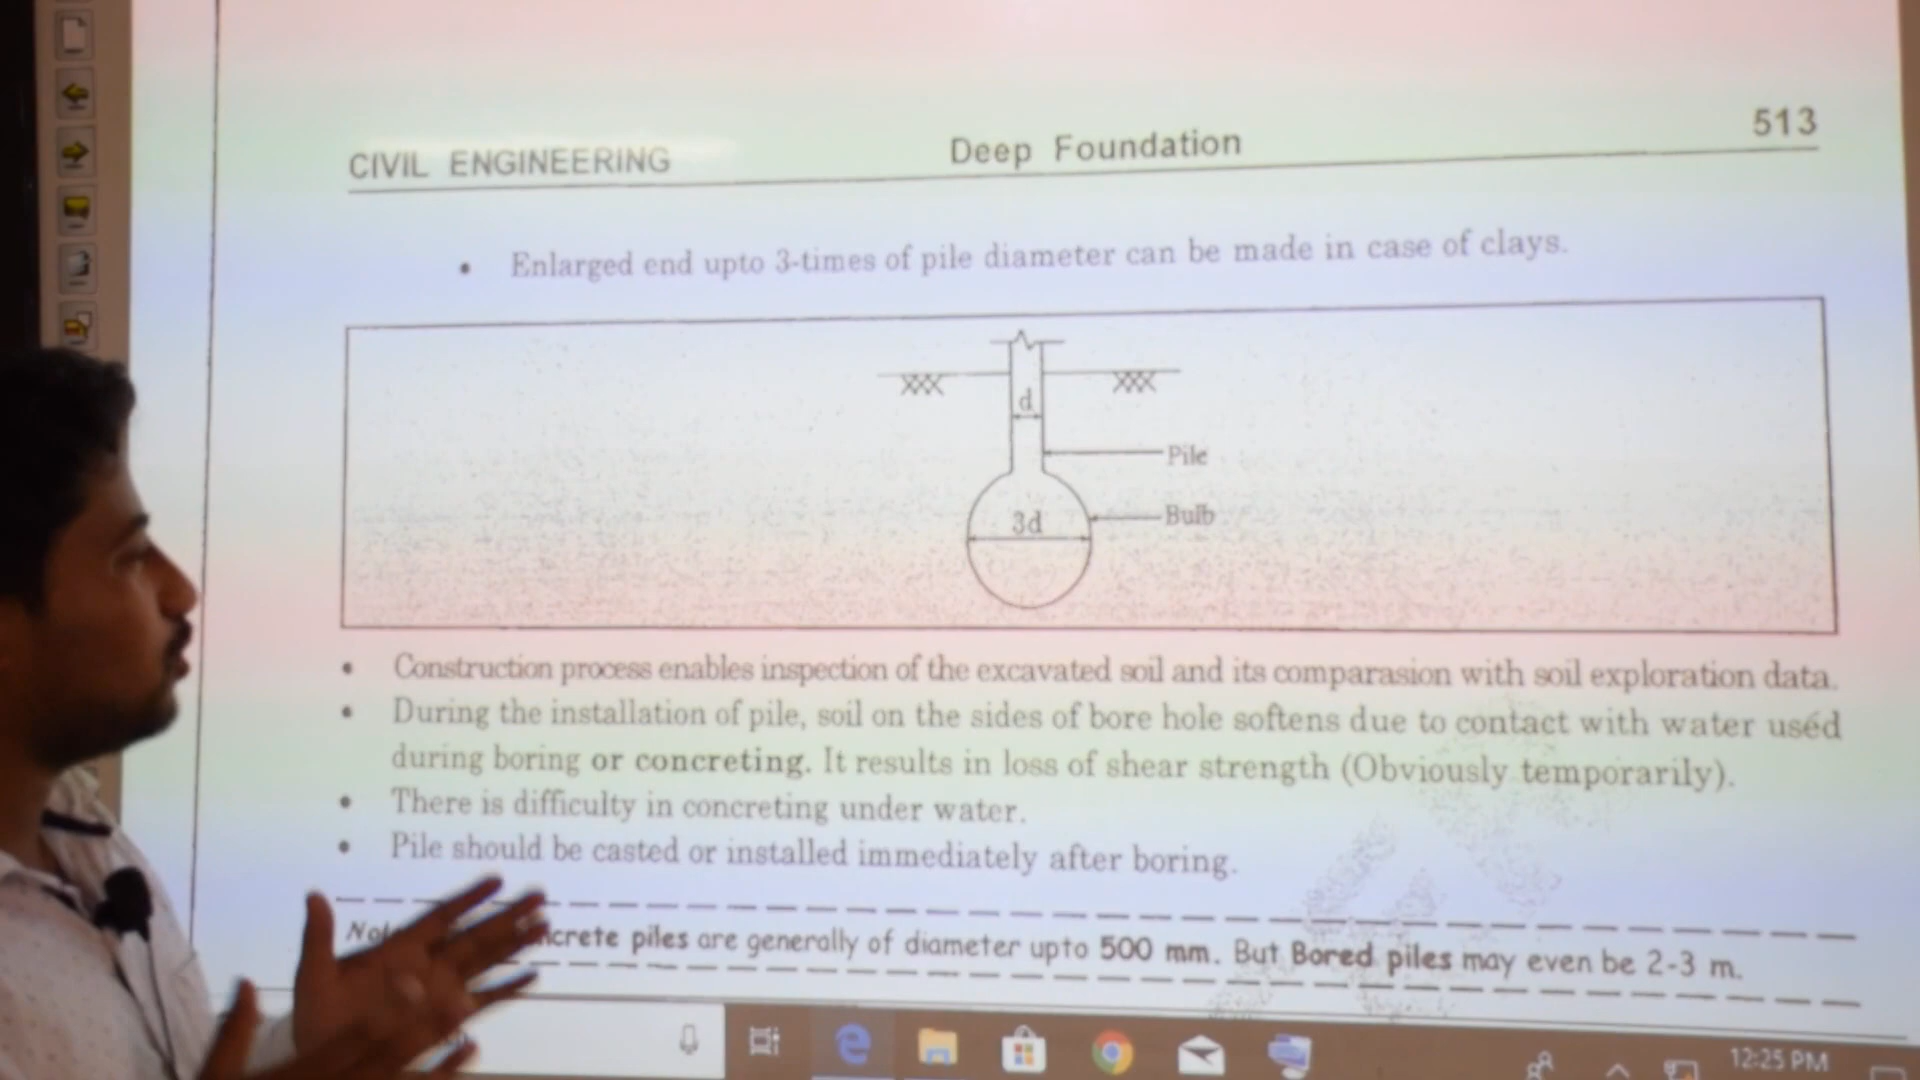 CIVIL ENGINEERING Deep Foundation 513
• Enlarged end upto 3-times of pile diameter can be made in case of clays.
d
Pile
Bulb
3d
• Construction process enables inspection of the excavated soil and its comparasion with soil exploration data.
• During the installation of pile, soil on the sides of bore hole softens due to contact with water used
during boring or concreting. It results in loss of shear strength (Obviously temporarily).
• There is difficulty in concreting under water.
• Pile should be casted or installed immediately after boring.
piles are generally of diameter upto 500 mm. But Bored piles may even be 2-3 m.
12:25 PM